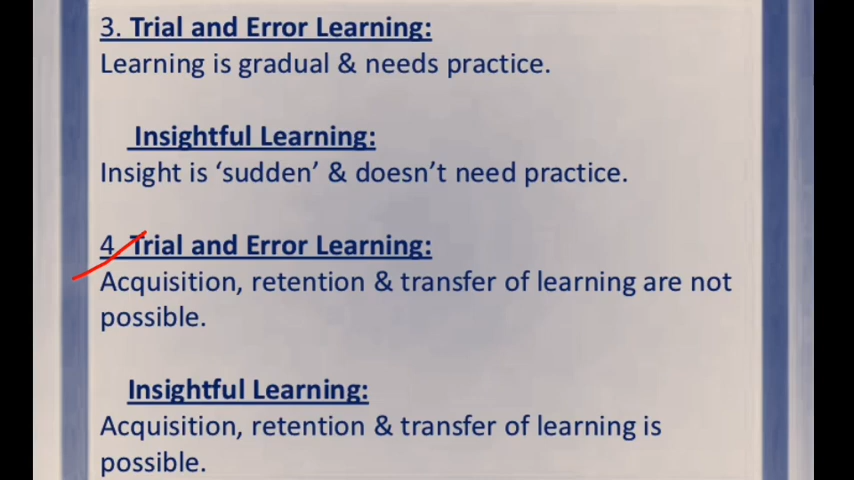 3. Trial and Error Learning:
Learning is gradual & needs practice.
Insightful Learning:
Insight is ‘sudden’ & doesn’t need practice.
4. Trial and Error Learning:
Acquisition, retention & transfer of learning are not
possible.
Insightful Learning:
Acquisition, retention & transfer of learning is
possible.